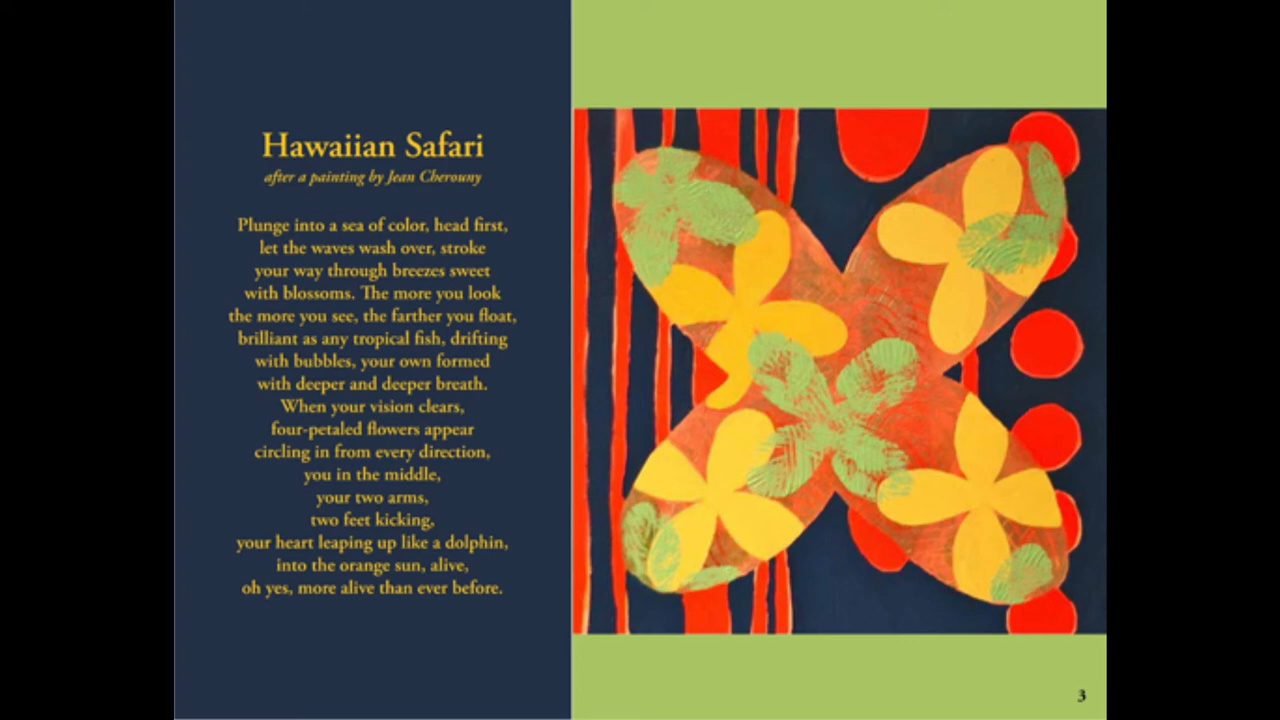 Hawaiian Safari
after a painting by Jean Cherouny
Plunge into a sea of color, head first,
let the waves wash over, stroke
your way through breezes sweet
with blossoms. The more you look
the more you see, the farther you float,
brilliant as any tropical fish, drifting
with bubbles, your own formed
with deeper and deeper breath.
When your vision clears,
four-petaled flowers appear
circling in from every direction,
you in the middle,
your two arms,
two feet kicking,
your heart leaping up like a dolphin,
into the orange sun, alive,
oh yes, more alive than ever before.
3